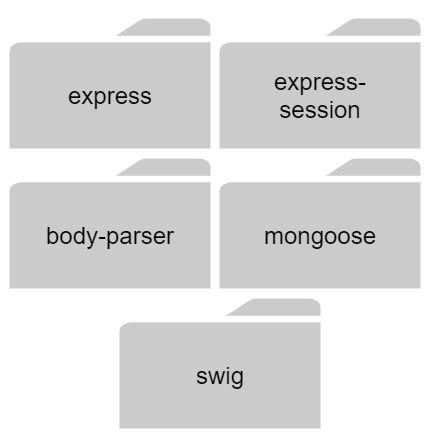 express
express-
session
body-parser
mongoose
swig